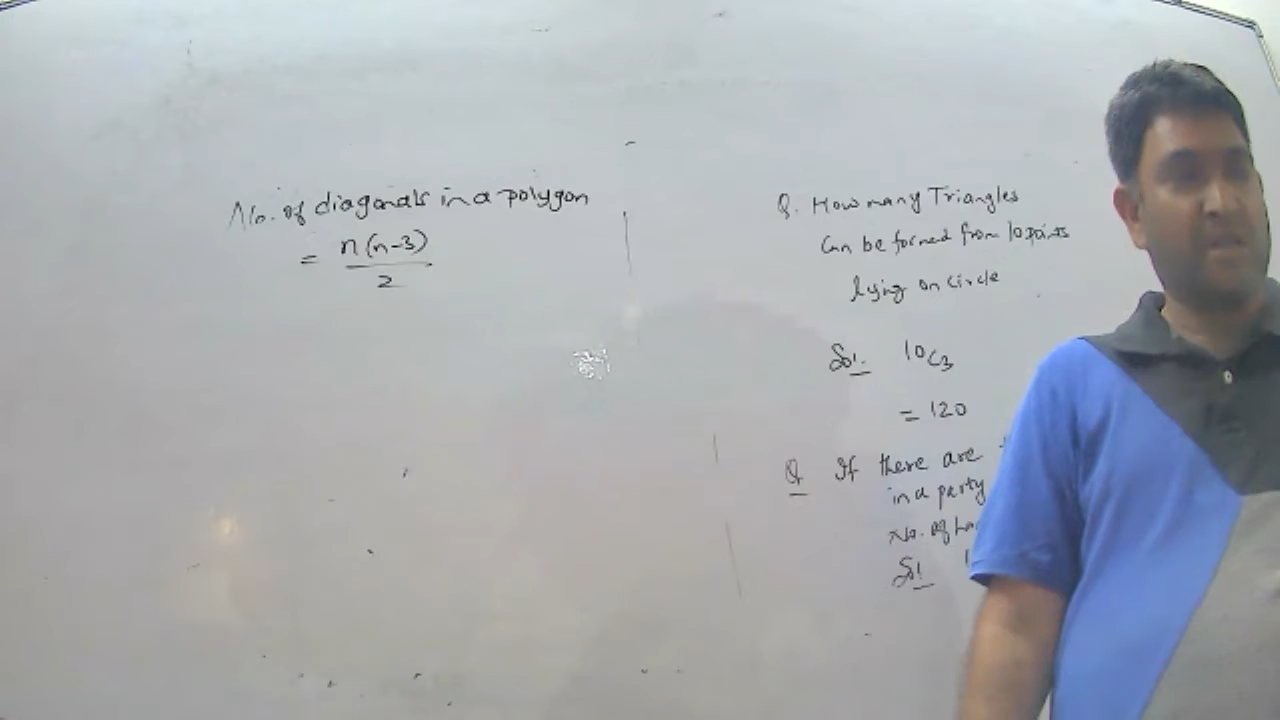 No. of diagonals in a polygon
= n(n-3)/2
Q. How many Triangles
Can be formed from 10 points
lying on circle
Sol. 10C3
= 120
Q If there are
in a party
No. of
Sol